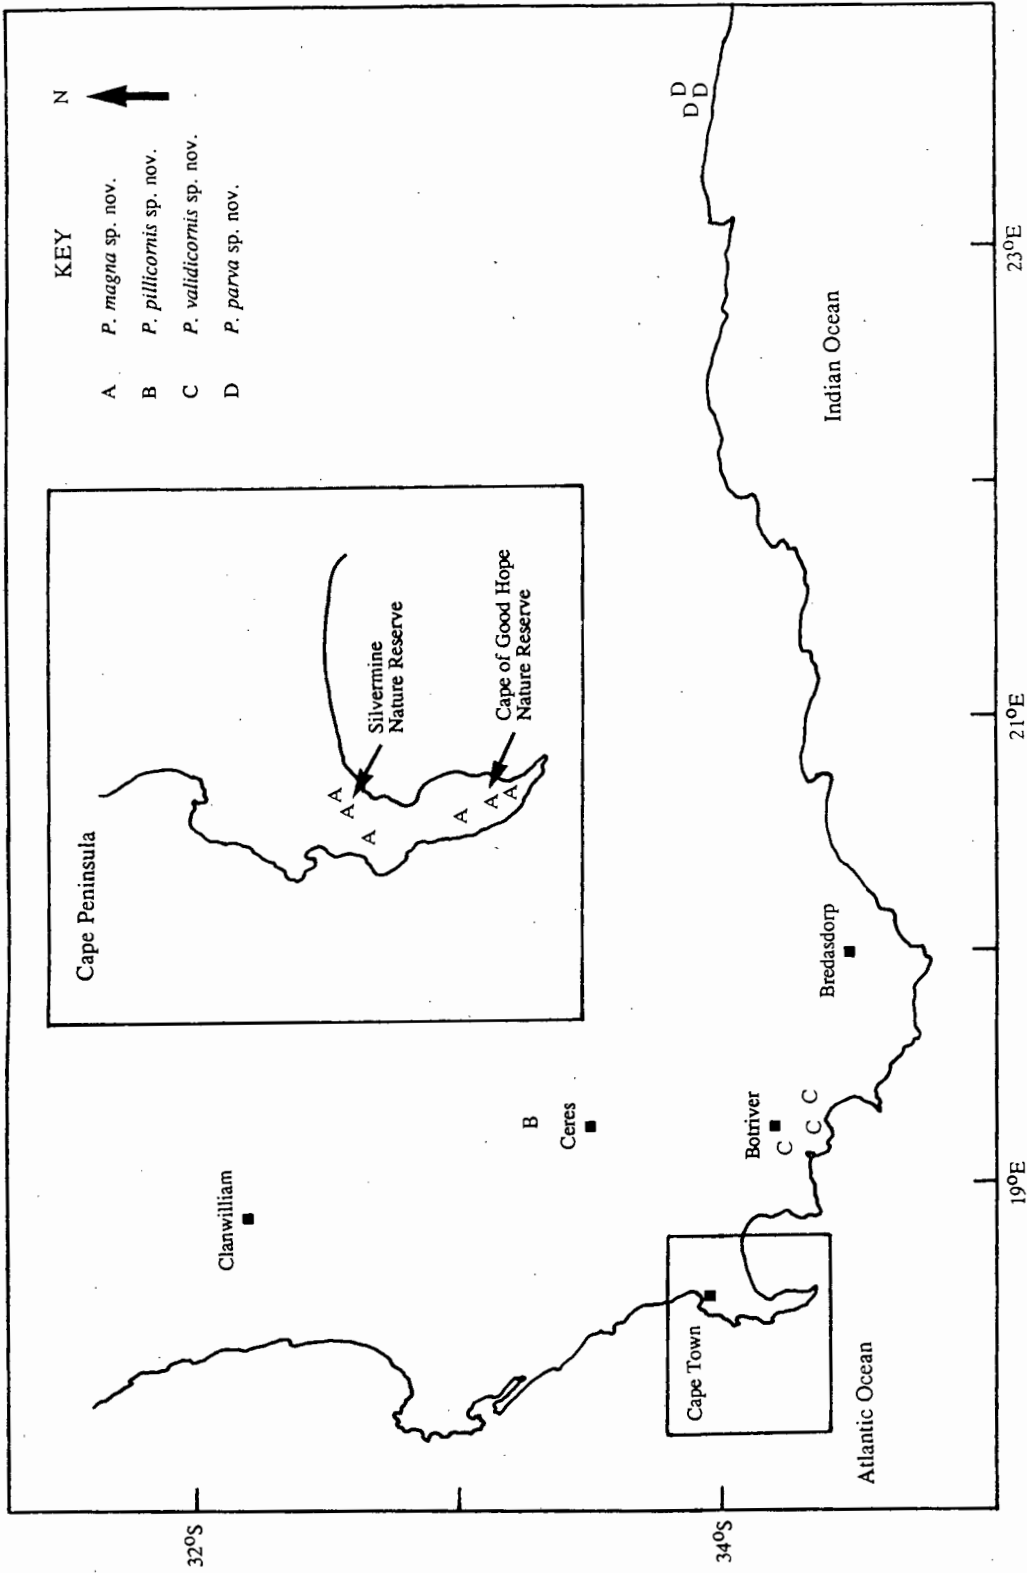 KEY
N
A P. magna sp. nov.
B P. pillicornis sp. nov.
C P. validicornis sp. nov.
D P. parva sp. nov.
Cape Peninsula
A
A
Silvermine
Nature Reserve
A
A
A
A
Cape of Good Hope
Nature Reserve
32°S
Clanwilliam
B
Ceres
34°S
Cape Town
Botriver
C
C
C
Bredasdorp
D
D
D
Atlantic Ocean
Indian Ocean
19°E
21°E
23°E